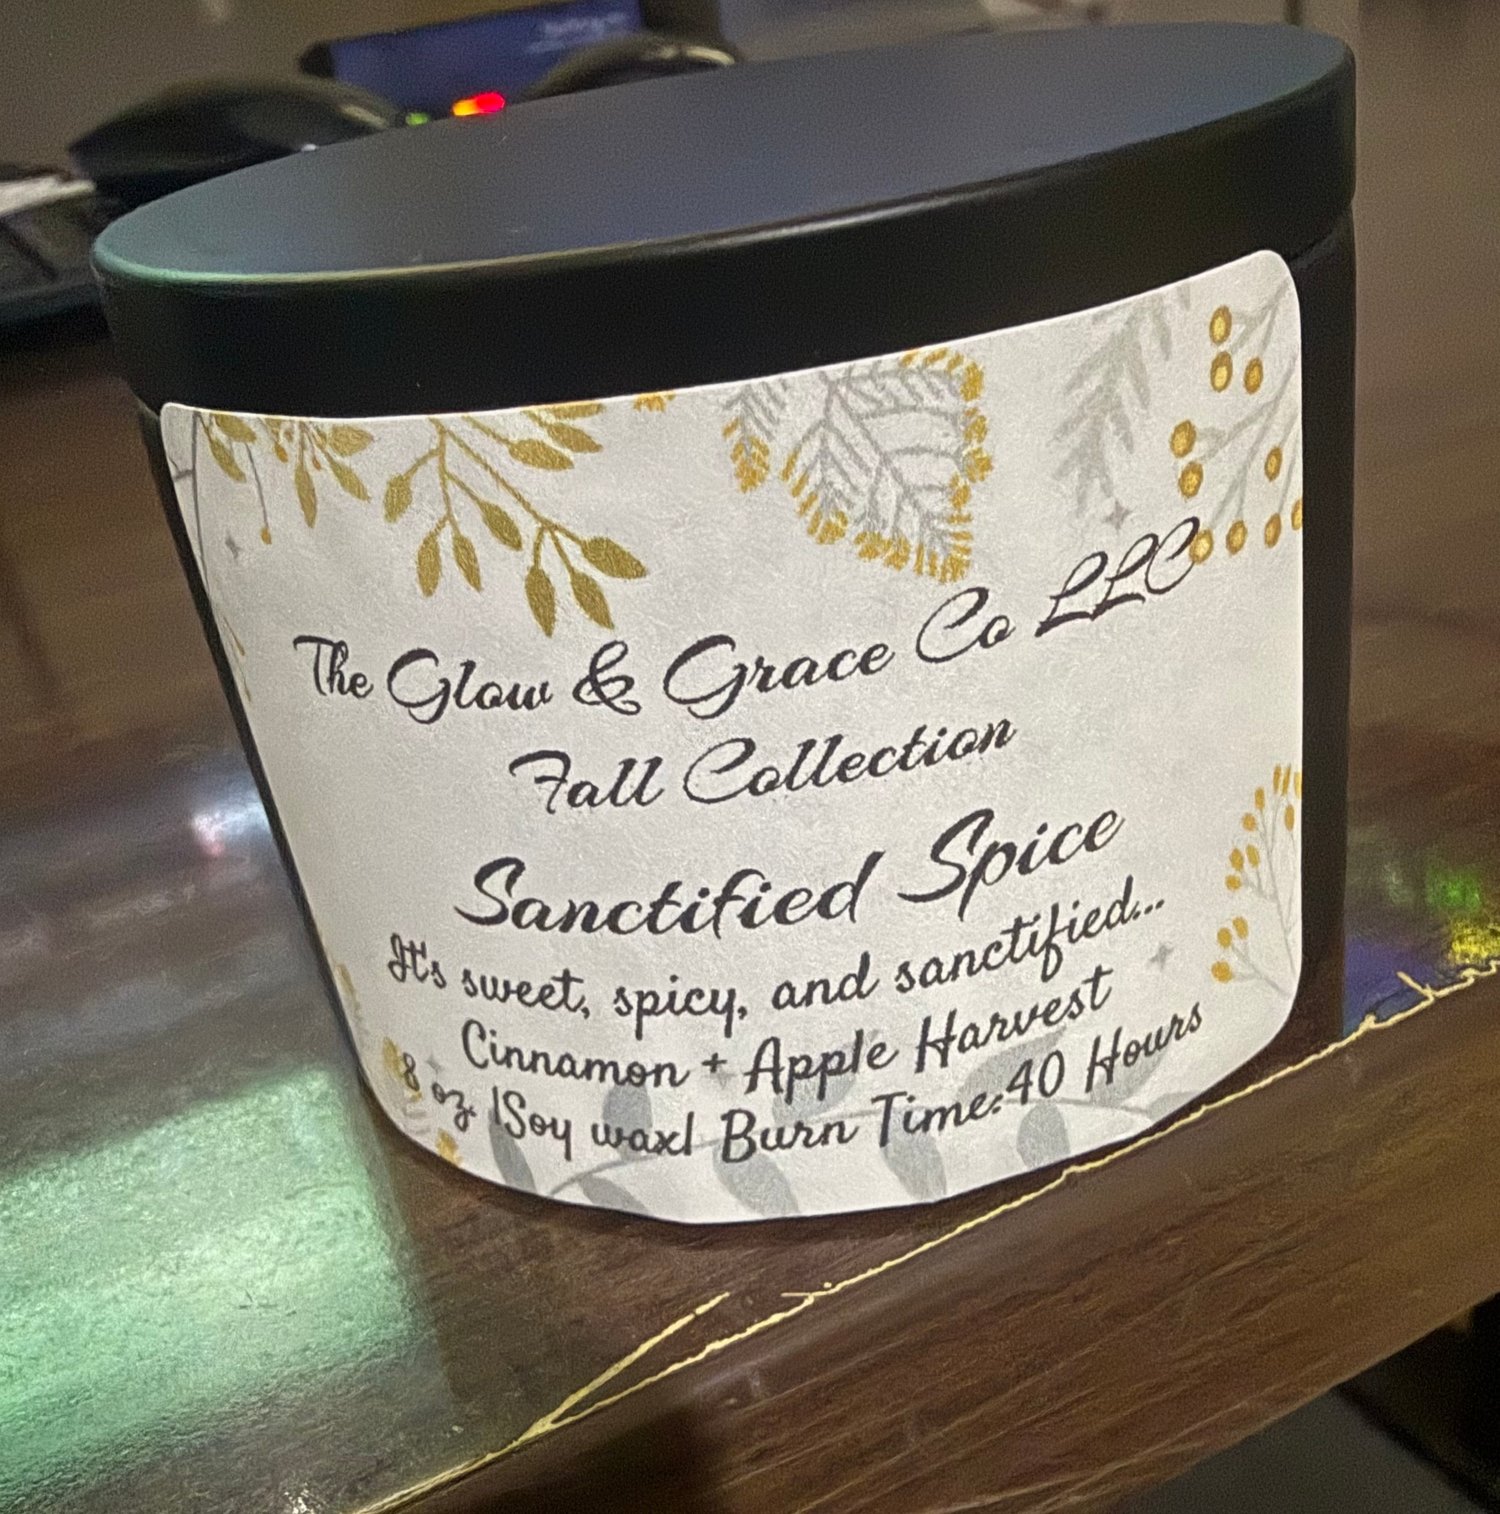 The Glow & Grace Co LLC
Fall Collection
Sanctified Spice
It's sweet, spicy, and sanctified...
Cinnamon + Apple Harvest
8 oz. |Soy wax| Burn Time:40 Hours